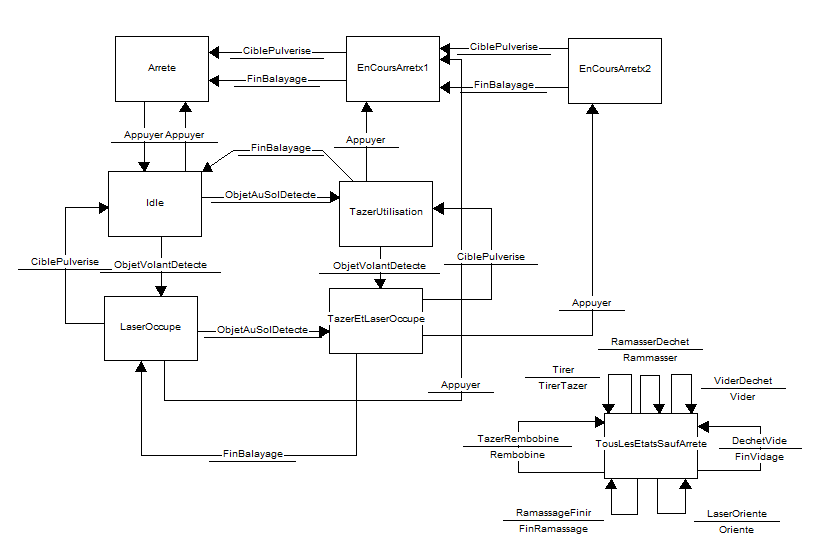 CiblePulverise
CiblePulverise
Arrete
EnCoursArretx1
EnCoursArretx2
FinBalayage
FinBalayage
Appuyer Appuyer
Appuyer
FinBalayage
ObjetAuSolDetecte
Idle
TazerUtilisation
CiblePulverise
ObjetVolantDetecte
ObjetVolantDetecte
CiblePulverise
Appuyer
LaserOccupe
ObjetAuSolDetecte
TazerEtLaserOccupe
RamasserDechet
Rammasser
Tirer
TirerTazer
ViderDechet
Vider
Appuyer
TazerRembobine
Rembobine
TousLesEtatsSaufArrete
DechetVide
FinVidage
FinBalayage
RamassageFinir
FinRamassage
LaserOriente
Oriente